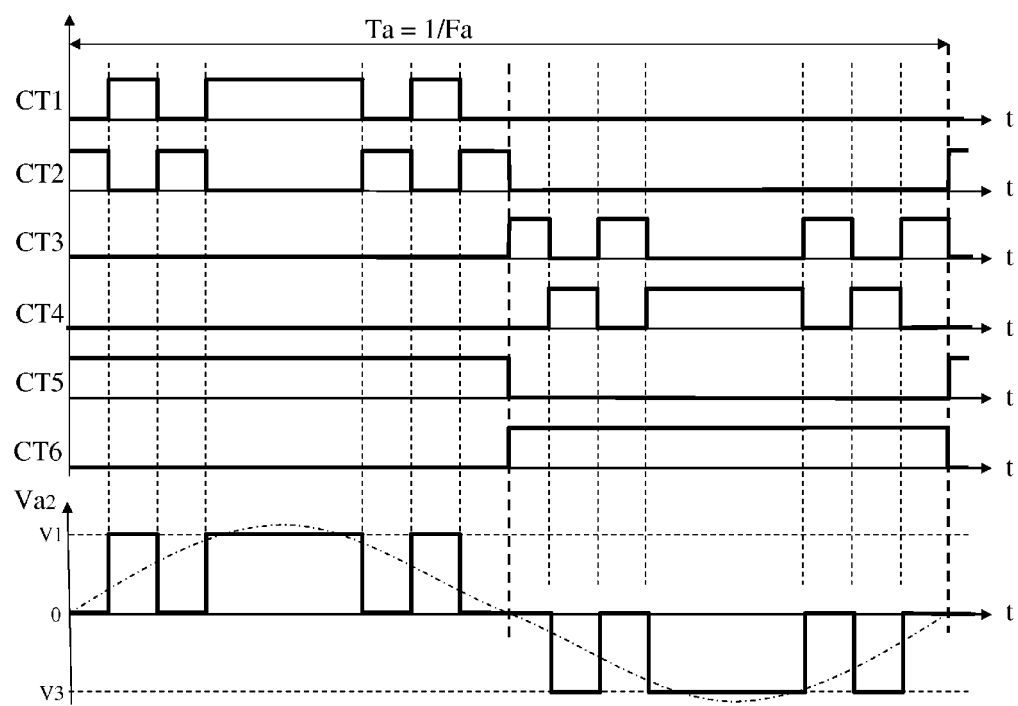 Ta = 1/Fa
CT1 t
CT2 t
CT3 t
CT4 t
CT5 t
CT6 t
Va2
V1
0 t
V3